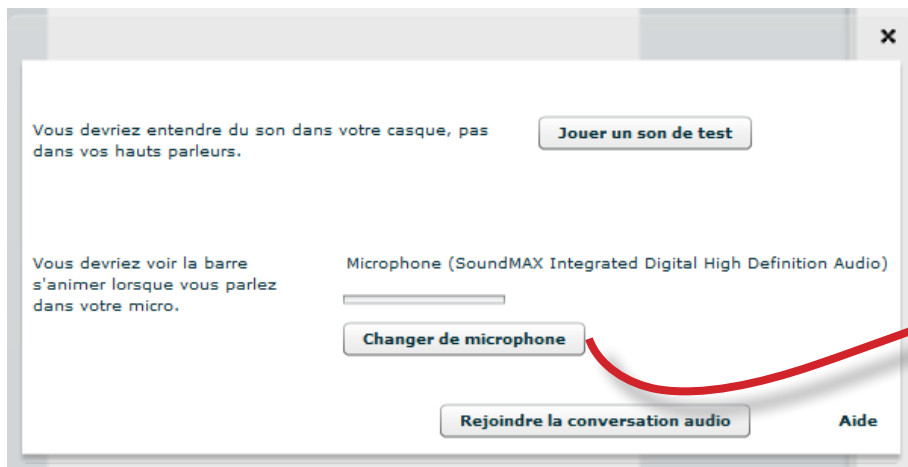 ×
Vous devriez entendre du son dans votre casque, pas
dans vos hauts parleurs.
Jouer un son de test
Vous devriez voir la barre
s'animer lorsque vous parlez
dans votre micro.
Microphone (SoundMAX Integrated Digital High Definition Audio)
Changer de microphone
Rejoindre la conversation audio
Aide